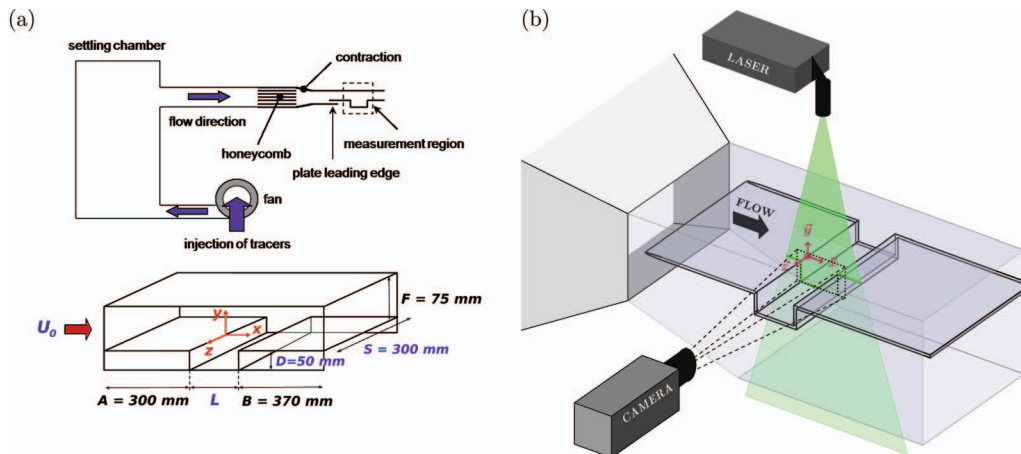 (a)
settling chamber
contraction
flow direction
measurement region
honeycomb
plate leading edge
fan
injection of tracers
F = 75 mm
U₀
y
x
z
S = 300 mm
D=50 mm
A = 300 mm
L
B = 370 mm
(b)
LASER
FLOW
y
x
z
CAMERA